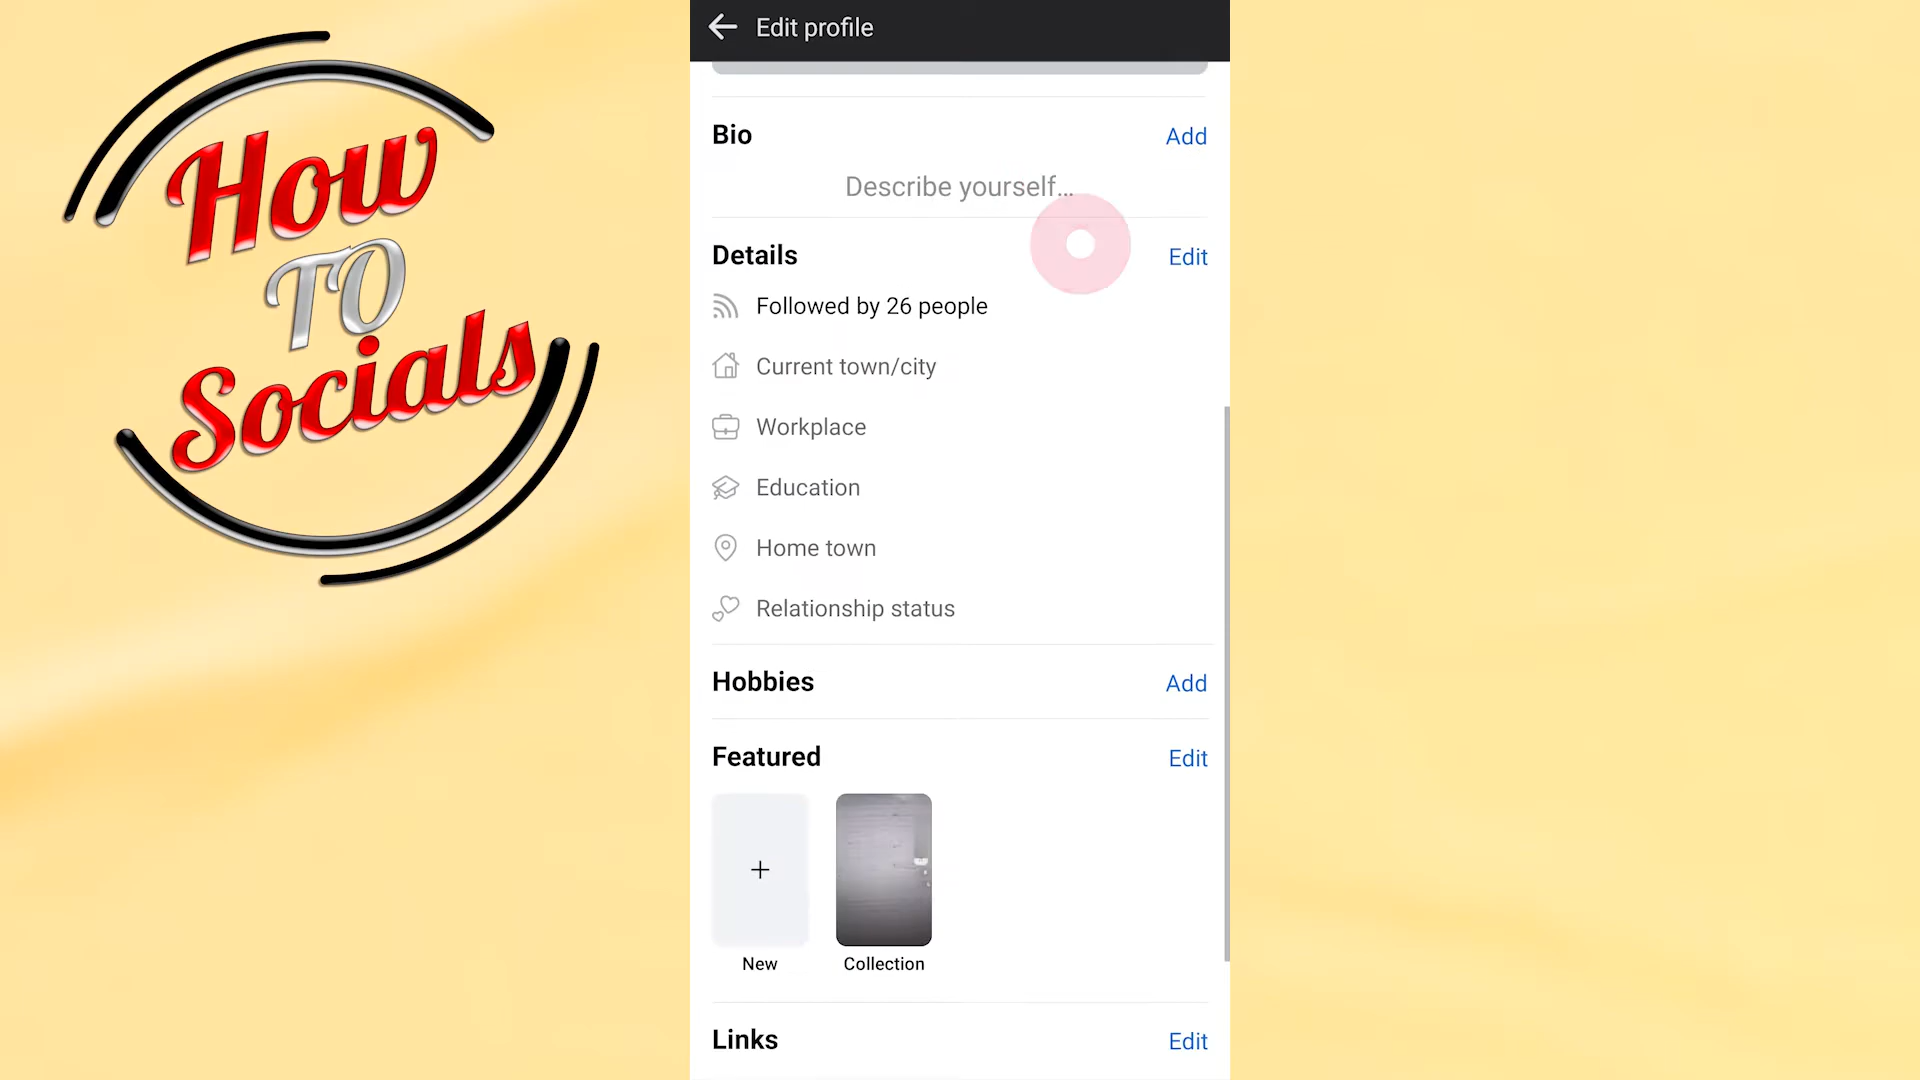 How
TO
Socials
Edit profile
Bio
Add
Describe yourself...
Details
Edit
Followed by 26 people
Current town/city
Workplace
Education
Home town
Relationship status
Hobbies
Add
Featured
Edit
+
New
Collection
Links
Edit